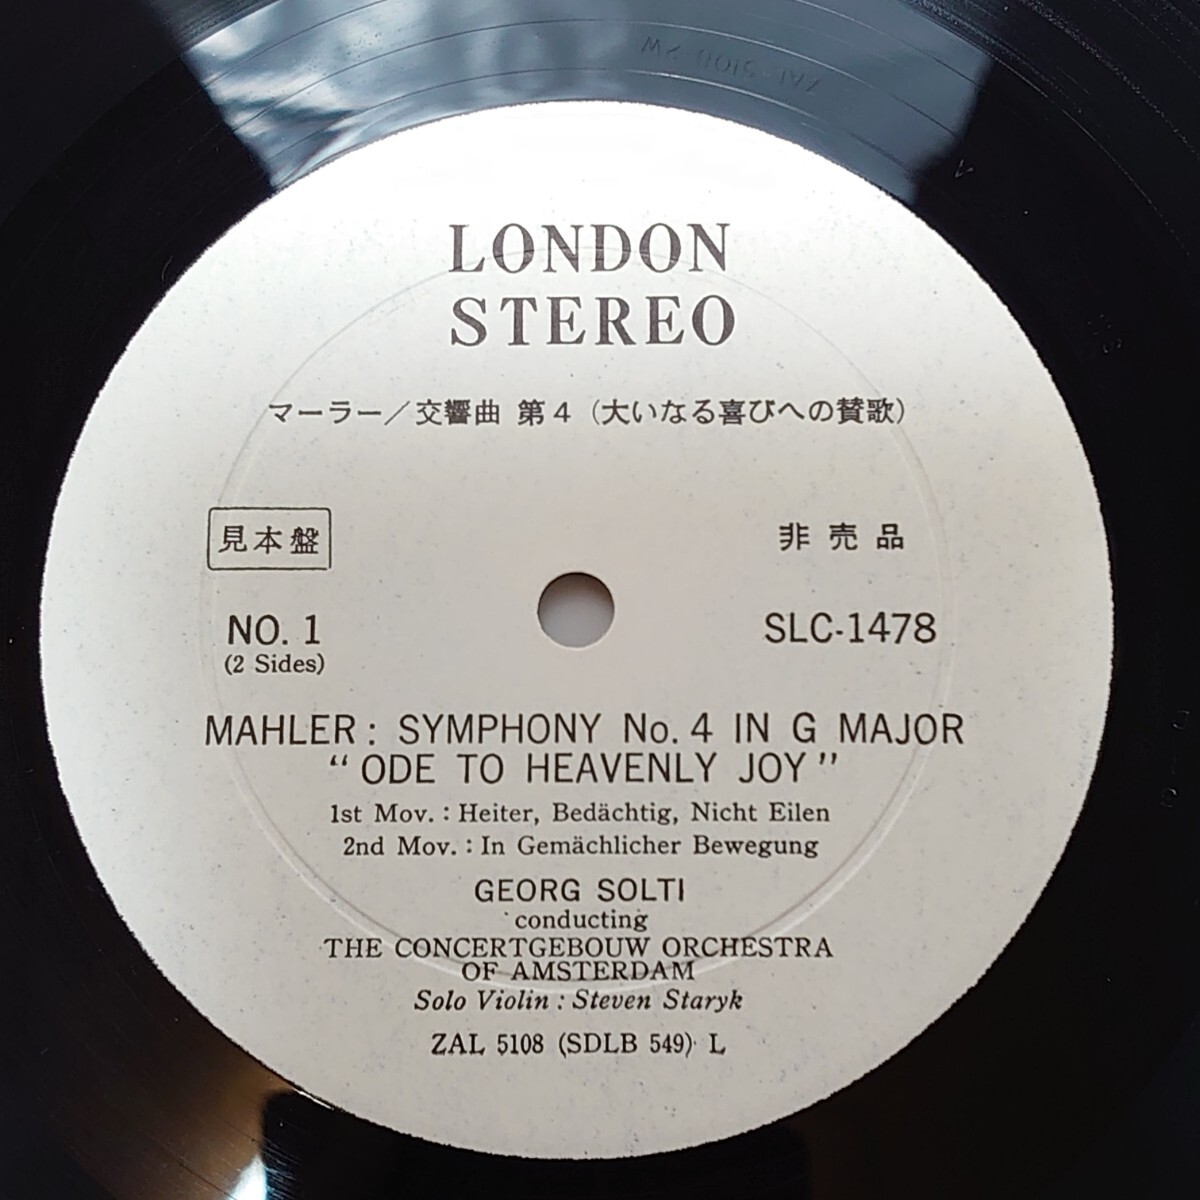 LONDON
STEREO
マーラー／交響曲 第４（大いなる喜びへの賛歌）
見本盤
非売品
NO. 1
(2 Sides)
SLC-1478
MAHLER: SYMPHONY No. 4 IN G MAJOR
“ODE TO HEAVENLY JOY”
1st Mov.: Heiter, Bedächtig, Nicht Eilen
2nd Mov.: In Gemächlicher Bewegung
GEORG SOLTI
conducting
THE CONCERTGEBOUW ORCHESTRA
OF AMSTERDAM
Solo Violin: Steven Staryk
ZAL 5108 (SDLB 549) L